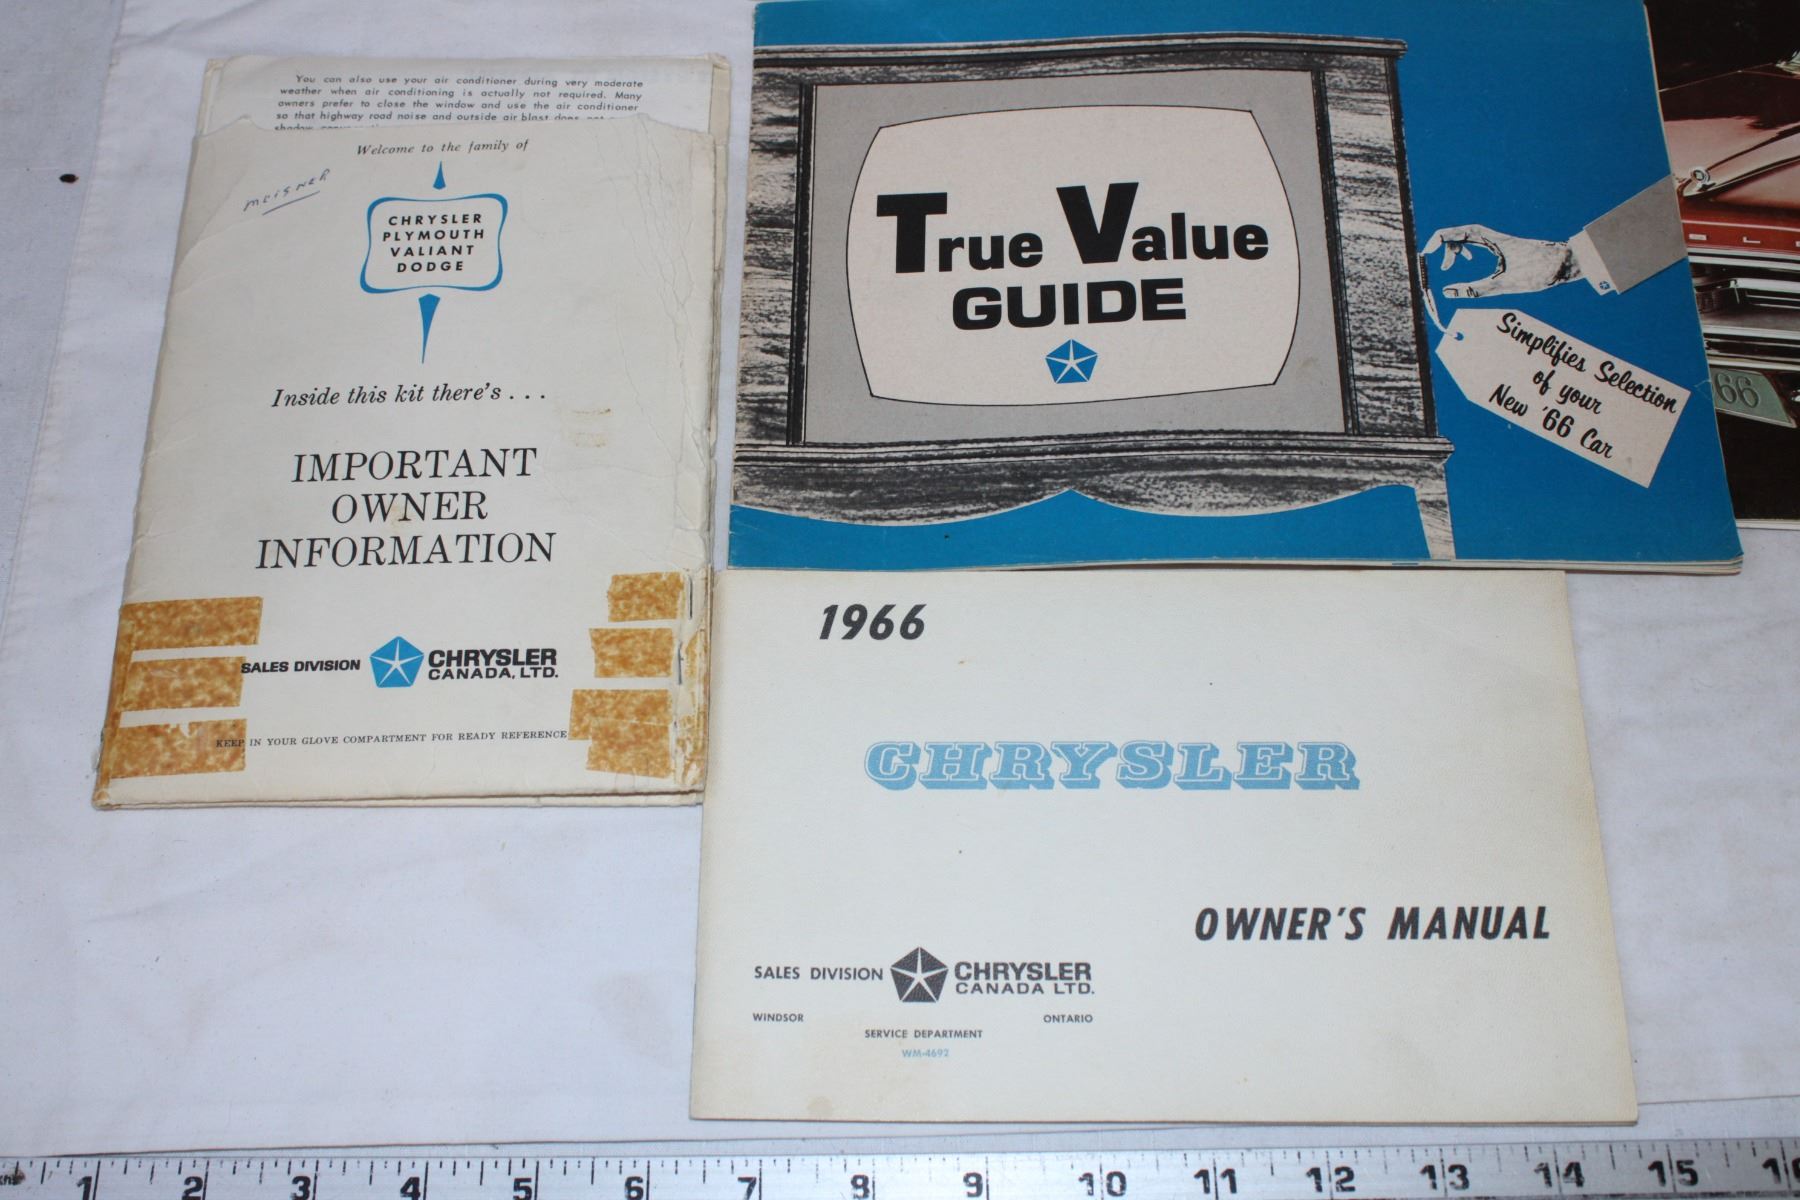 You can also use your air conditioner during very moderate
weather when air conditioning is actually not required. Many
owners prefer to close the window and use the air conditioner
so that highway road noise and outside air blast does not
Welcome to the family of
MEISNER
CHRYSLER
PLYMOUTH
VALIANT
DODGE
Inside this kit there's . . .
IMPORTANT
OWNER
INFORMATION
SALES DIVISION
CHRYSLER
CANADA, LTD.
KEEP IN YOUR GLOVE COMPARTMENT FOR READY REFERENCE
True Value
GUIDE
Simplifies Selection
of your
New '66 Car
66
1966
CHRYSLER
OWNER'S MANUAL
SALES DIVISION
CHRYSLER
CANADA LTD.
WINDSOR
ONTARIO
SERVICE DEPARTMENT
WM-4692
1 2 3 4 5 6 7 8 9 10 11 12 13 14 15